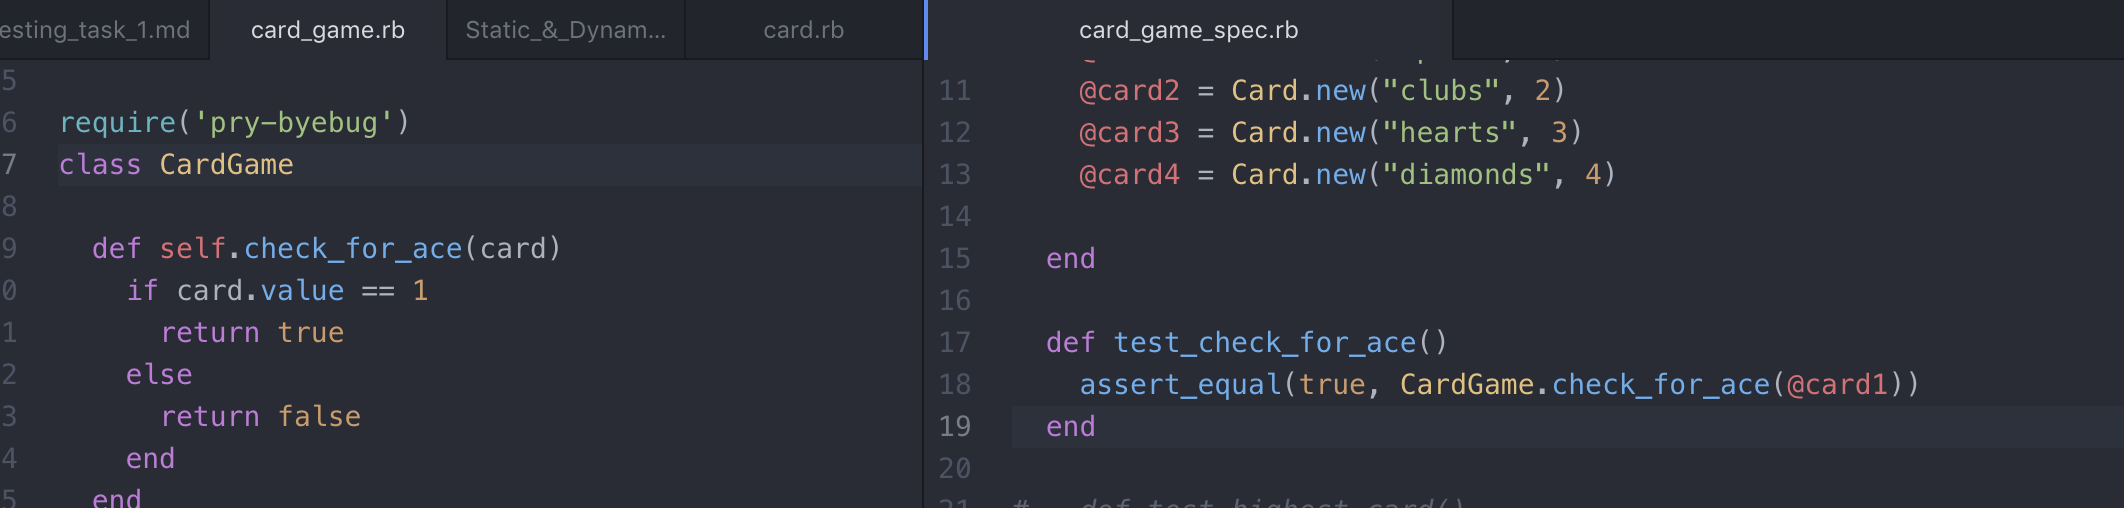 esting_task_1.md
card_game.rb
Static_&_Dynam...
card.rb
5
6 require('pry-byebug')
7 class CardGame
8
9 def self.check_for_ace(card)
0 if card.value == 1
1 return true
2 else
3 return false
4 end
5 end
card_game_spec.rb
11 @card2 = Card.new("clubs", 2)
12 @card3 = Card.new("hearts", 3)
13 @card4 = Card.new("diamonds", 4)
14
15 end
16
17 def test_check_for_ace()
18 assert_equal(true, CardGame.check_for_ace(@card1))
19 end
20
21 # def test_highest_card()